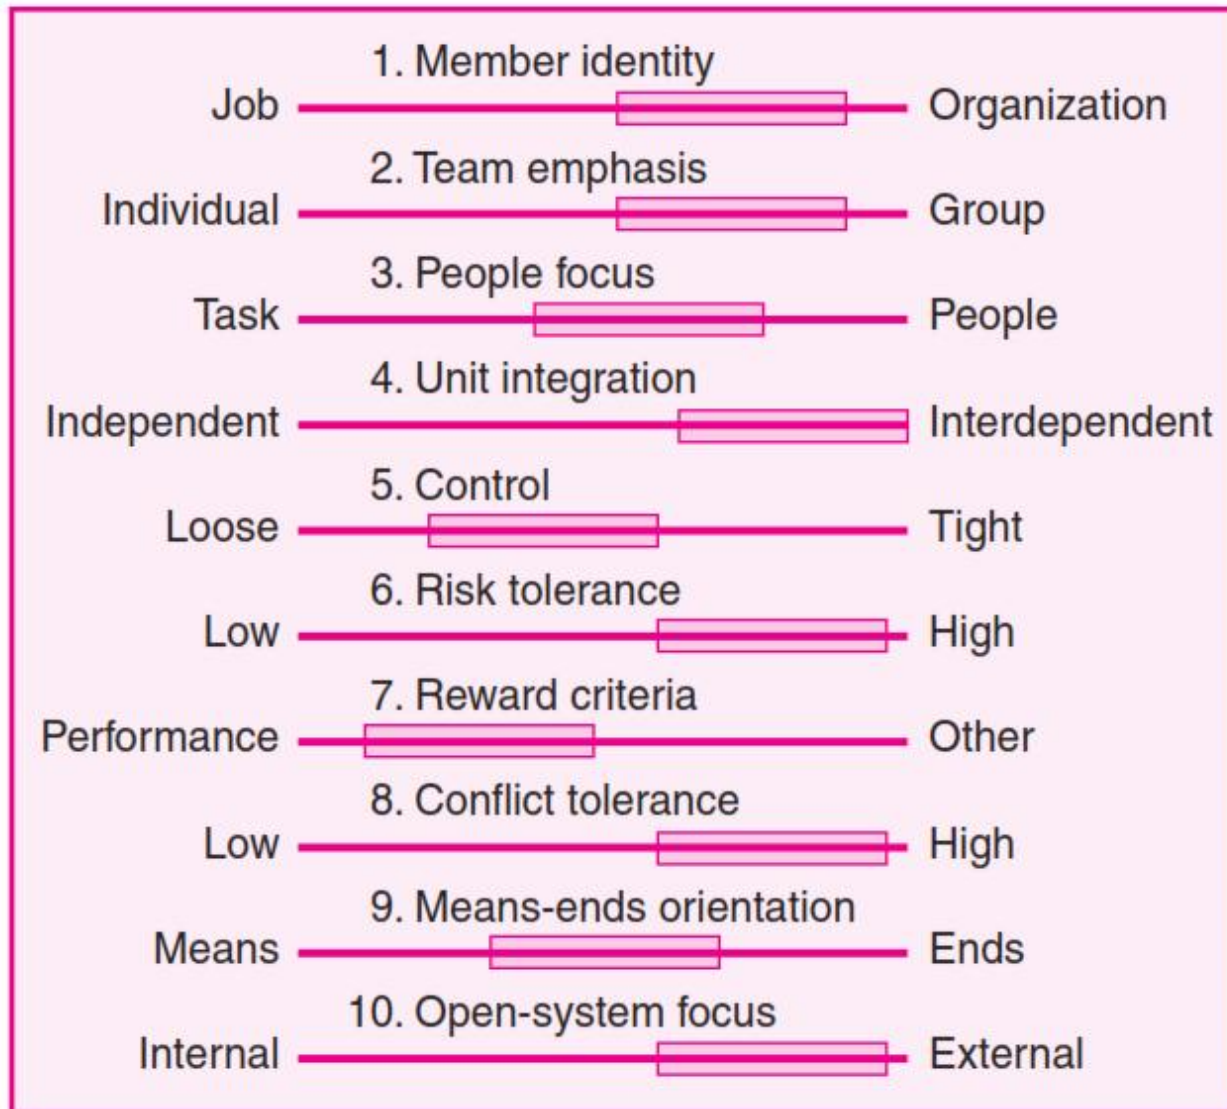 1. Member identity
Job Organization
2. Team emphasis
Individual Group
3. People focus
Task People
4. Unit integration
Independent Interdependent
5. Control
Loose Tight
6. Risk tolerance
Low High
7. Reward criteria
Performance Other
8. Conflict tolerance
Low High
9. Means-ends orientation
Means Ends
10. Open-system focus
Internal External